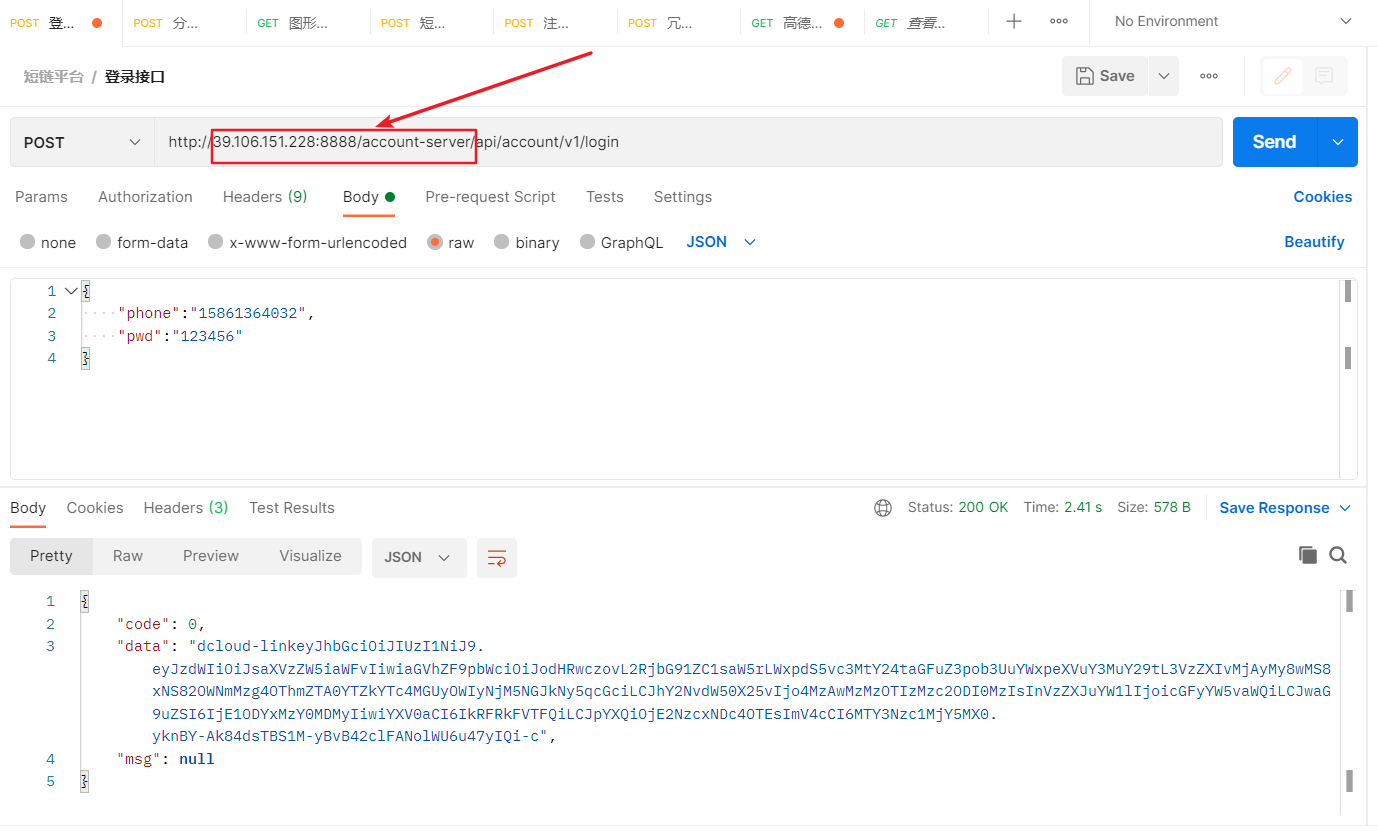 POST 登... POST 分... GET 图形... POST 短... POST 注... POST 冗... GET 高德... GET 查看... No Environment
短链平台 / 登录接口 Save
POST http://39.106.151.228:8888/account-server/api/account/v1/login Send
Params Authorization Headers (9) Body Pre-request Script Tests Settings Cookies
none form-data x-www-form-urlencoded raw binary GraphQL JSON Beautify
1 {
2 "phone":"15861364032",
3 "pwd":"123456"
4 }
Body Cookies Headers (3) Test Results Status: 200 OK Time: 2.41 s Size: 578 B Save Response
Pretty Raw Preview Visualize JSON
1 {
2 "code": 0,
3 "data": "dcloud-linkeyJhbGciOiJIUzI1NiJ9.
eyJzdWIiOiJsaXVzZW5iaWFvIiwiaGVhZF9pbWciOiJodHRwczovL2RjbG91ZC1saW5rLWxpdS5vc3MtY24taGFuZ3pob3UuYWxpeXVuY3MuY29tL3VzZXIvMjAyMy8wMS8
xNS82OWNmMzg4OThmZTA0YTZkYTc4MGUyOWIyNjM5NGJkNy5qcGciLCJhY2NvdW50X25vIjo4MzAwMzMzOTIzMzc2ODI0MzIsInVzZXJuYW1lIjoicGFyYW5vaWQiLCJwaG
9uZSI6IjE1ODYxMzY0MDMyIiwiYXV0aCI6IkRFRkFVTFQiLCJpYXQiOjE2NzcxNDc4OTEsImV4cCI6MTY3Nzc1MjY5MX0.
yknBY-Ak84dsTBS1M-yBvB42clFANolWU6u47yIQi-c",
4 "msg": null
5 }